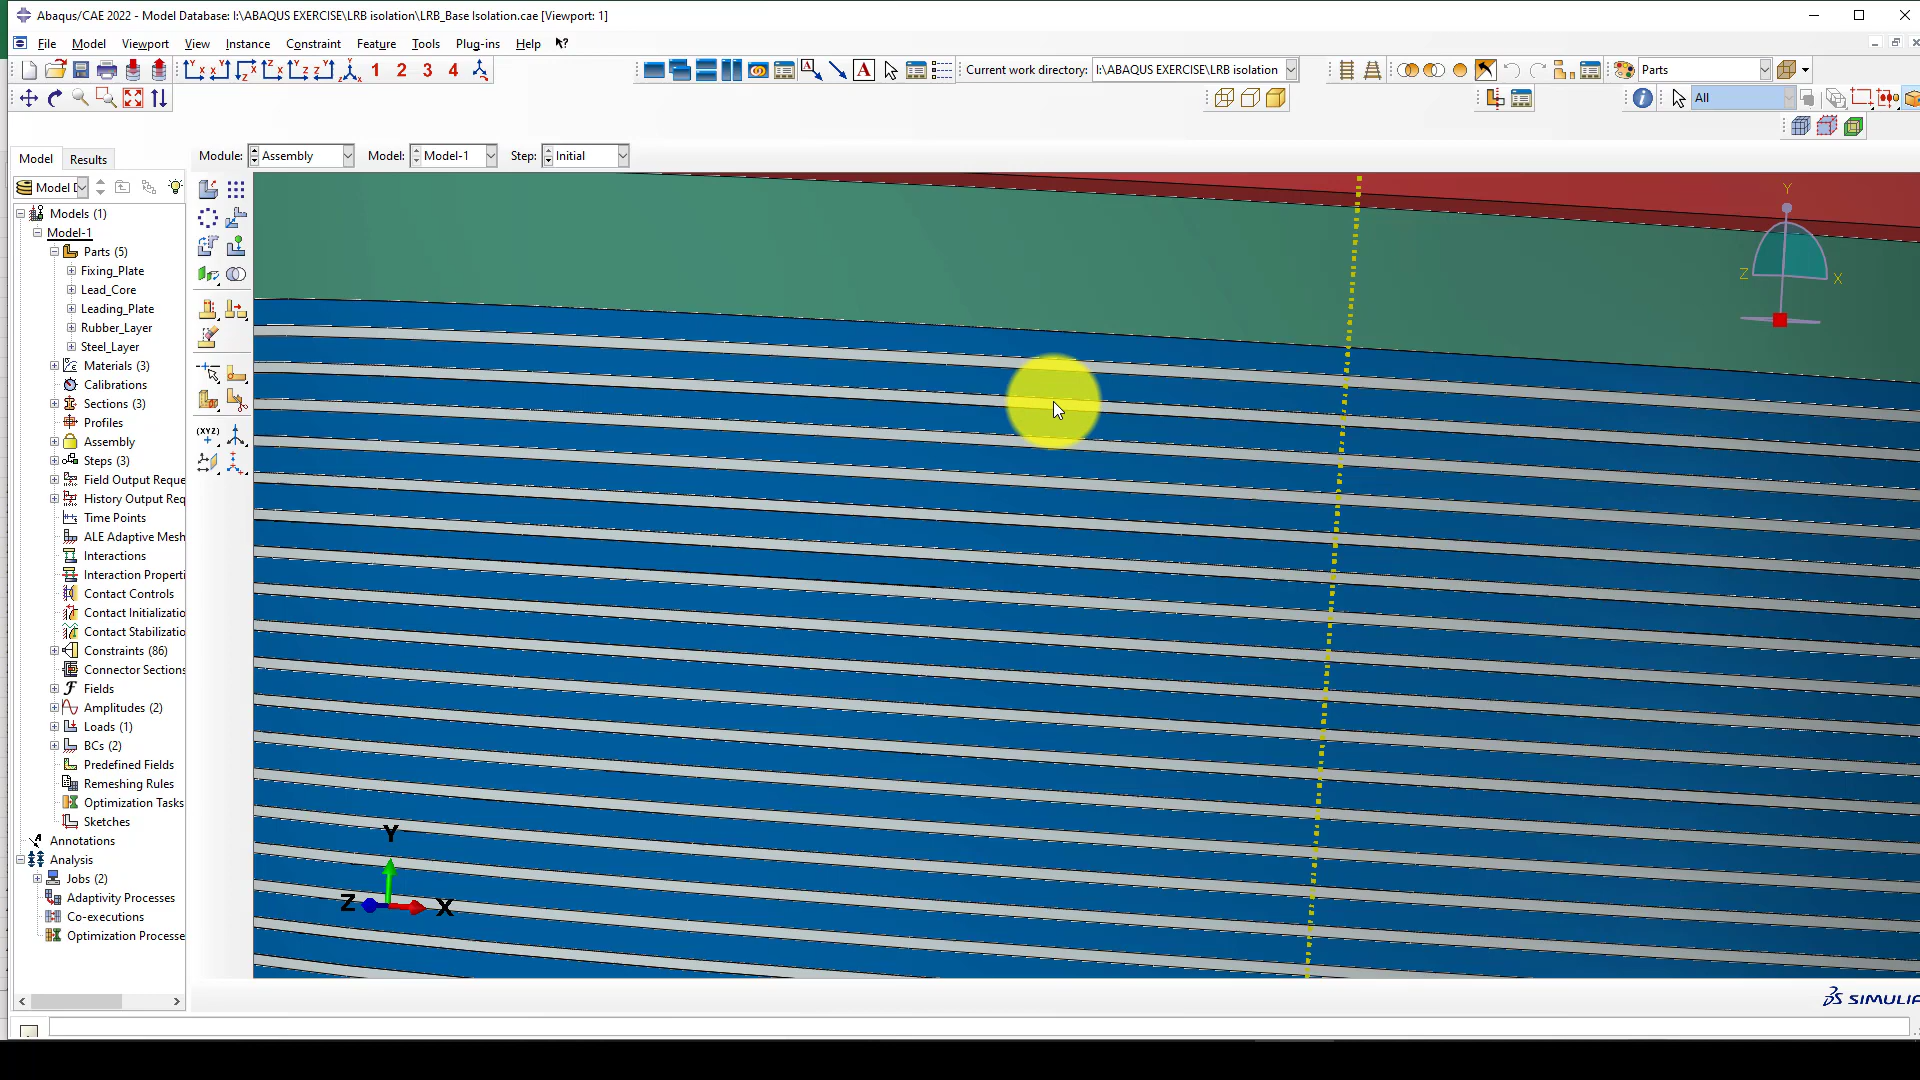 Abaqus/CAE 2022 - Model Database: I:\ABAQUS EXERCISE\LRB isolation\LRB_Base Isolation.cae [Viewport: 1]
File Model Viewport View Instance Constraint Feature Tools Plug-ins Help
1 2 3 4 Current work directory: I:\ABAQUS EXERCISE\LRB isolation Parts
All
Model Results Module: Assembly Model: Model-1 Step: Initial
Model D
Models (1)
Model-1
Parts (5)
Fixing_Plate
Lead_Core
Leading_Plate
Rubber_Layer
Steel_Layer
Materials (3)
Calibrations
Sections (3)
Profiles
Assembly
Steps (3)
Field Output Reque
History Output Req
Time Points
ALE Adaptive Mesh
Interactions
Interaction Properti
Contact Controls
Contact Initializatio
Contact Stabilizatio
Constraints (86)
Connector Sections
Fields
Amplitudes (2)
Loads (1)
BCs (2)
Predefined Fields
Remeshing Rules
Optimization Tasks
Sketches
Annotations
Analysis
Jobs (2)
Adaptivity Processes
Co-executions
Optimization Processe
(XYZ)
Y
Z X
Y
Z X
SIMULI